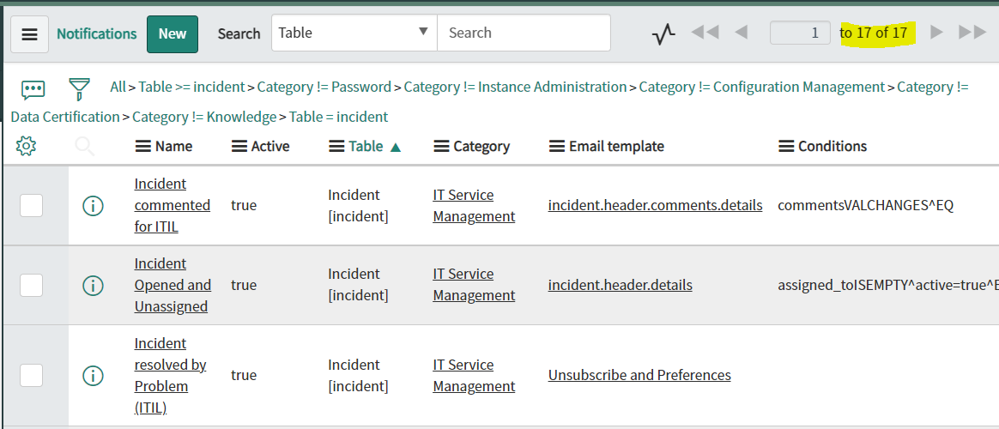 Notifications New Search Table Search 1 to 17 of 17
All > Table >= incident > Category != Password > Category != Instance Administration > Category != Configuration Management > Category !=
Data Certification > Category != Knowledge > Table = incident
Name Active Table Category Email template Conditions
Incident
commented
for ITIL
true
Incident
[incident]
IT Service
Management
incident.header.comments.details
commentsVALCHANGES^EQ
Incident
Opened and
Unassigned
true
Incident
[incident]
IT Service
Management
incident.header.details
assigned_toISEMPTY^active=true^E
Incident
resolved by
Problem
(ITIL)
true
Incident
[incident]
IT Service
Management
Unsubscribe and Preferences